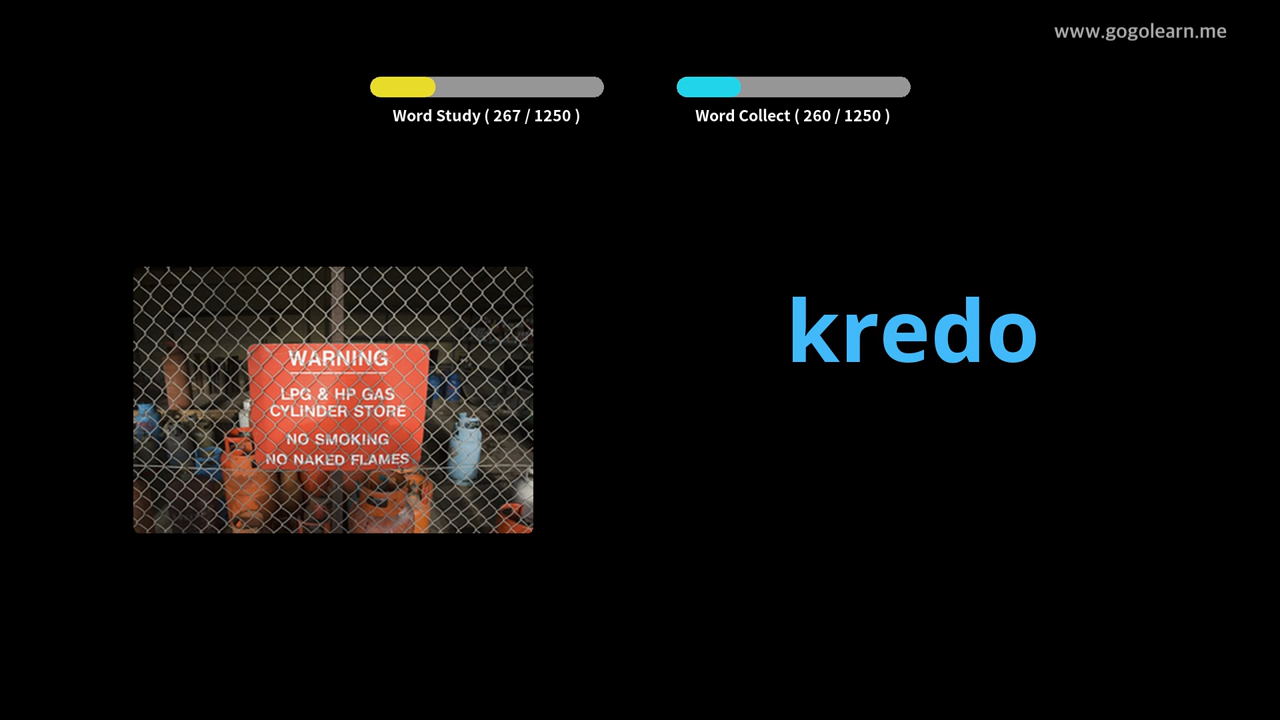 www.gogolearn.me
Word Study ( 267 / 1250 )
Word Collect ( 260 / 1250 )
WARNING
LPG & HP GAS
CYLINDER STORE
NO SMOKING
NO NAKED FLAMES
kredo